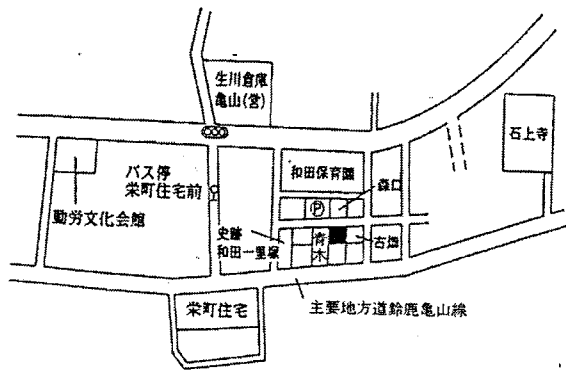 生川倉庫
亀山(営)
石上寺
バス停
栄町住宅前
和田保育園
森口
勤労文化会館
P
史跡
和田一里塚
青木
古畑
栄町住宅
主要地方道鈴鹿亀山線